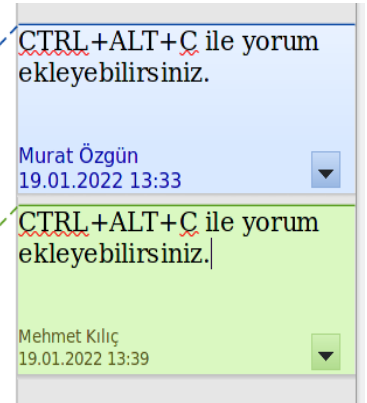 CTRL+ALT+C ile yorum
ekleyebilirsiniz.
Murat Özgün
19.01.2022 13:33
CTRL+ALT+C ile yorum
ekleyebilirsiniz.
Mehmet Kılıç
19.01.2022 13:39